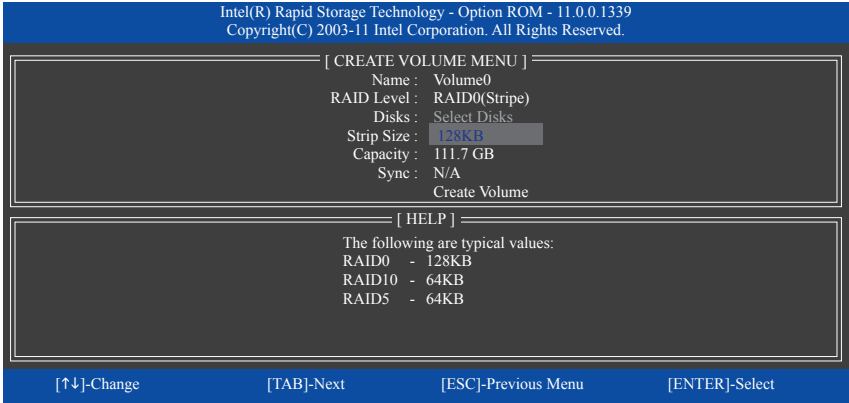 Intel(R) Rapid Storage Technology - Option ROM - 11.0.0.1339
Copyright(C) 2003-11 Intel Corporation. All Rights Reserved.
[ CREATE VOLUME MENU ]
Name : Volume0
RAID Level : RAID0(Stripe)
Disks : Select Disks
Strip Size : 128KB
Capacity : 111.7 GB
Sync : N/A
Create Volume
[ HELP ]
The following are typical values:
RAID0 - 128KB
RAID10 - 64KB
RAID5 - 64KB
[↑↓]-Change [TAB]-Next [ESC]-Previous Menu [ENTER]-Select